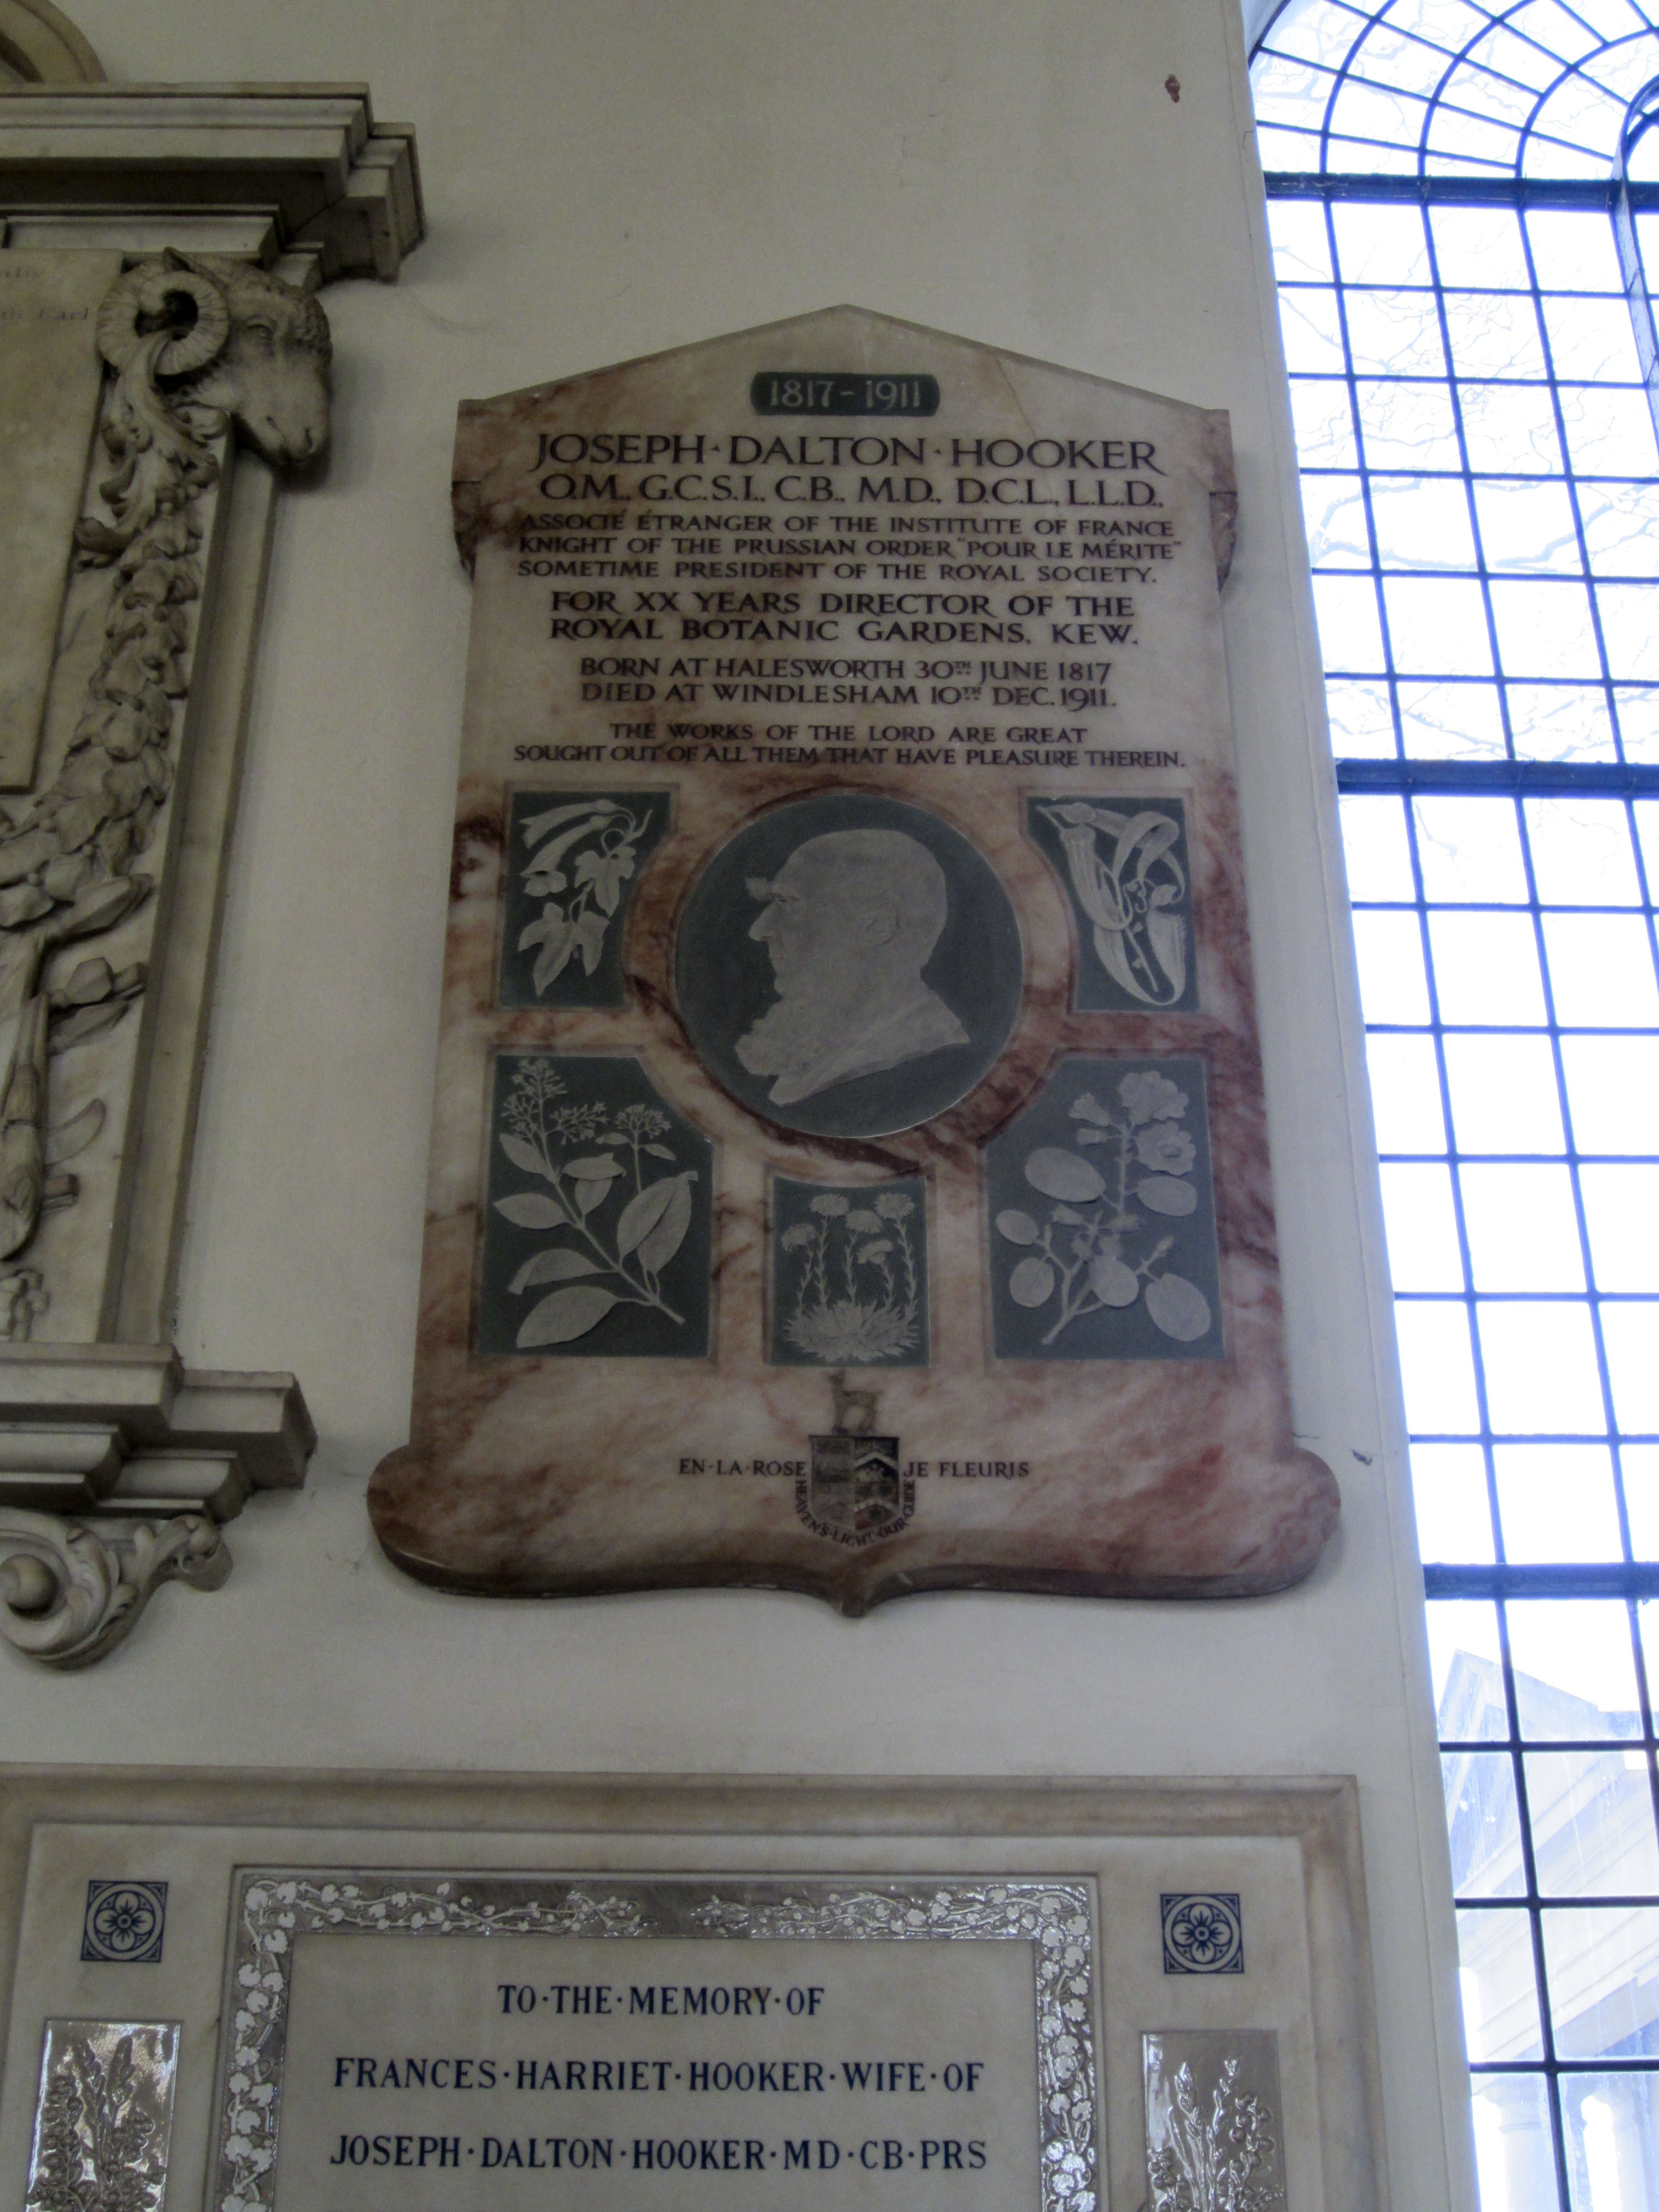 1817-1911
JOSEPH·DALTON·HOOKER
O.M., G.C.S.I., C.B., M.D., D.C.L., L.L.D.,
ASSOCIÉ ÉTRANGER OF THE INSTITUTE OF FRANCE
KNIGHT OF THE PRUSSIAN ORDER "POUR LE MÉRITE"
SOMETIME PRESIDENT OF THE ROYAL SOCIETY.
FOR XX YEARS DIRECTOR OF THE
ROYAL BOTANIC GARDENS, KEW.
BORN AT HALESWORTH 30TH JUNE 1817
DIED AT WINDLESHAM 10TH DEC. 1911.
THE WORKS OF THE LORD ARE GREAT
SOUGHT OUT OF ALL THEM THAT HAVE PLEASURE THEREIN.
EN·LA·ROSE JE FLEURIS
HEAVEN'S·LIGHT·OUR·GUIDE
TO·THE·MEMORY·OF
FRANCES·HARRIET·HOOKER·WIFE·OF
JOSEPH·DALTON·HOOKER·MD·CB·PRS